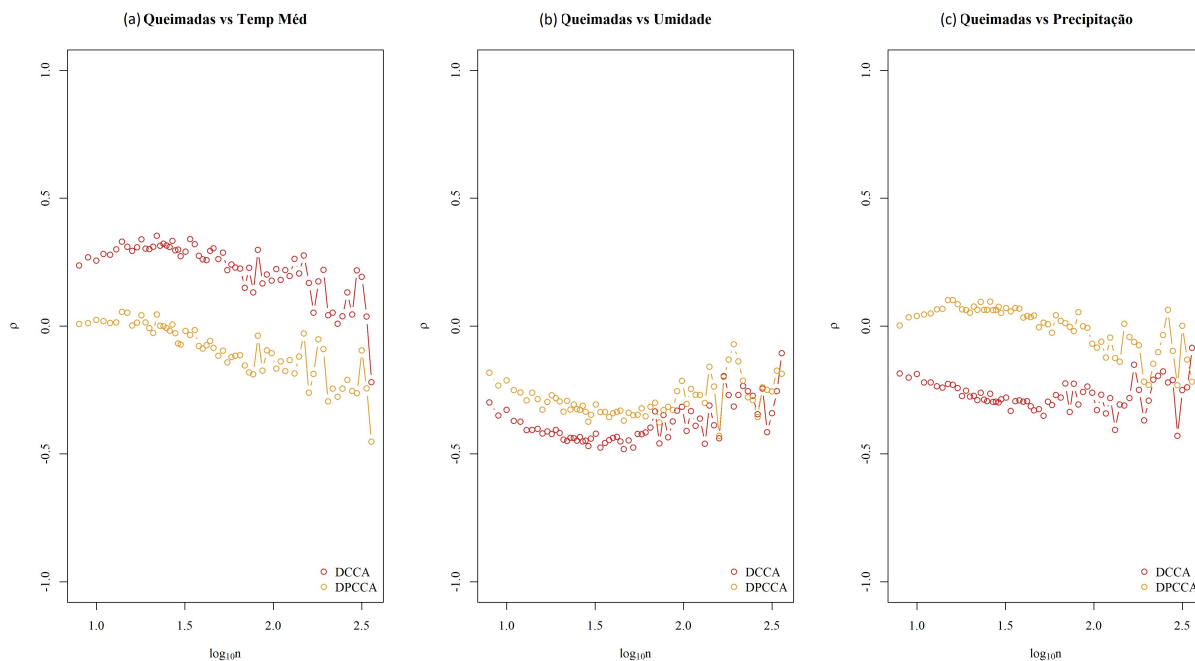 (a) Queimadas vs Temp Méd
1.0
0.5
0.0
-0.5
-1.0
ρ
DCCA
DPCCA
1.0 1.5 2.0 2.5
log₁₀n
(b) Queimadas vs Umidade
1.0
0.5
0.0
-0.5
-1.0
ρ
DCCA
DPCCA
1.0 1.5 2.0 2.5
log₁₀n
(c) Queimadas vs Precipitação
1.0
0.5
0.0
-0.5
-1.0
ρ
DCCA
DPCCA
1.0 1.5 2.0 2.5
log₁₀n